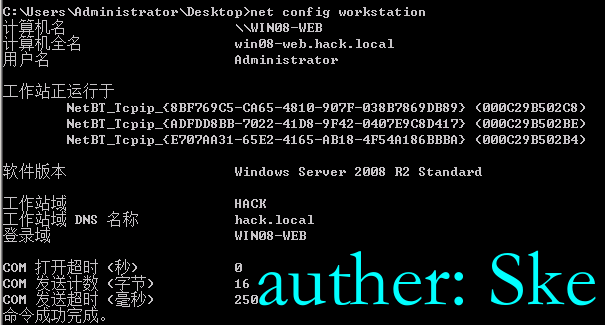 C:\Users\Administrator\Desktop>net config workstation
计算机名 \\WIN08-WEB
计算机全名 win08-web.hack.local
用户名 Administrator
工作站正运行于
NetBT_Tcpip_{8BF769C5-CA65-4810-907F-038B7869DB89} (000C29B502C8)
NetBT_Tcpip_{ADFDD8BB-7022-41D8-9F42-0407E9C8D417} (000C29B502BE)
NetBT_Tcpip_{E707AA31-65E2-4165-AB18-4F54A186BBBA} (000C29B502B4)
软件版本 Windows Server 2008 R2 Standard
工作站域 HACK
工作站域 DNS 名称 hack.local
登录域 WIN08-WEB
COM 打开超时 (秒) 0
COM 发送计数 (字节) 16
COM 发送超时 (毫秒) 250
命令成功完成。
auther: Ske